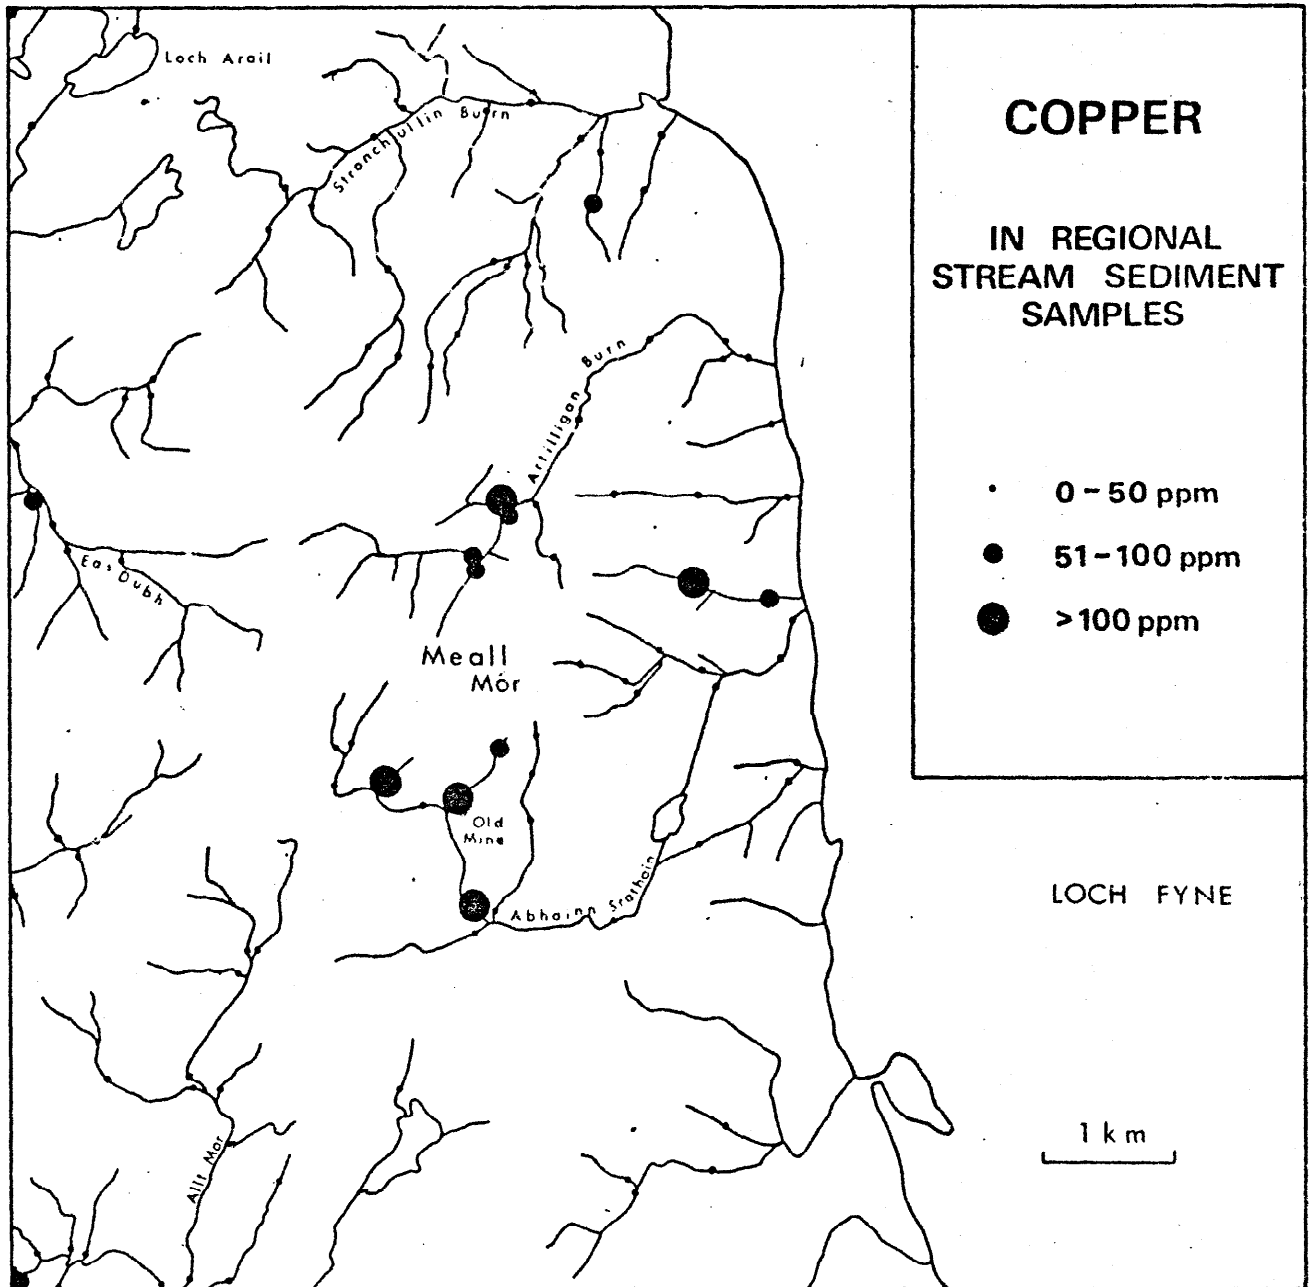 Loch Arail
Stronchullin Burn
Artilligan Burn
Eas Dubh
Meall
Mór
Old
Mine
Abhainn Srathain
Allt Mor
COPPER
IN REGIONAL
STREAM SEDIMENT
SAMPLES
0-50 ppm
51-100 ppm
>100 ppm
LOCH FYNE
1 km